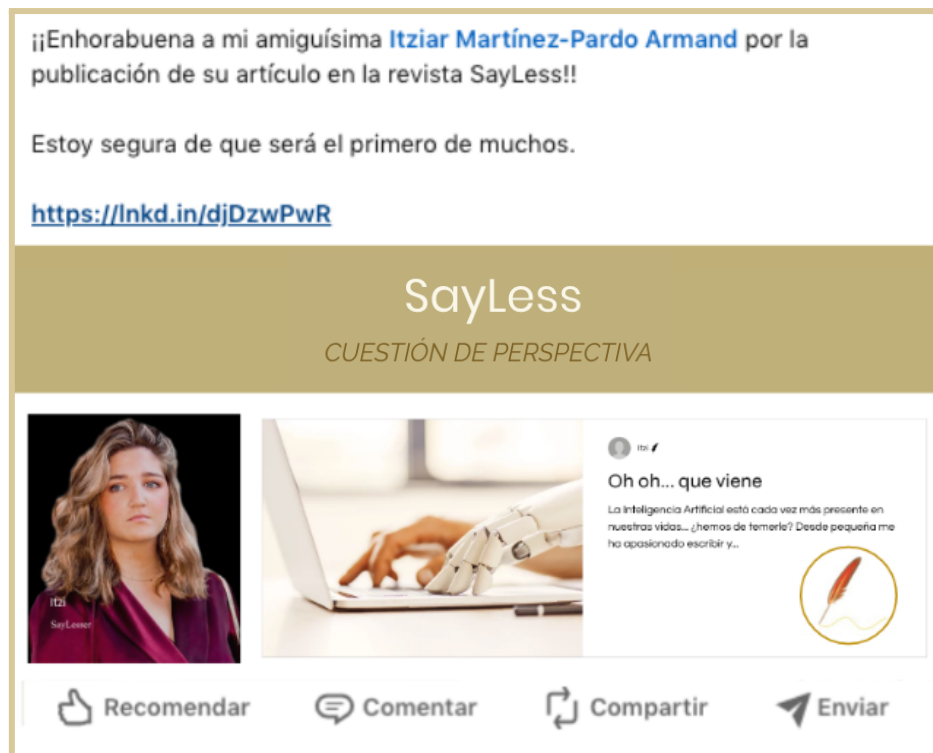 ¡¡Enhorabuena a mi amiguísima Itziar Martínez-Pardo Armand por la
publicación de su artículo en la revista SayLess!!
Estoy segura de que será el primero de muchos.
https://lnkd.in/djDzwPwR
SayLess
CUESTIÓN DE PERSPECTIVA
Itzi
SayLesser
Itzi
Oh oh... que viene
La Inteligencia Artificial está cada vez más presente en
nuestras vidas... ¿hemos de temerle? Desde pequeña me
ha apasionado escribir y...
Recomendar
Comentar
Compartir
Enviar